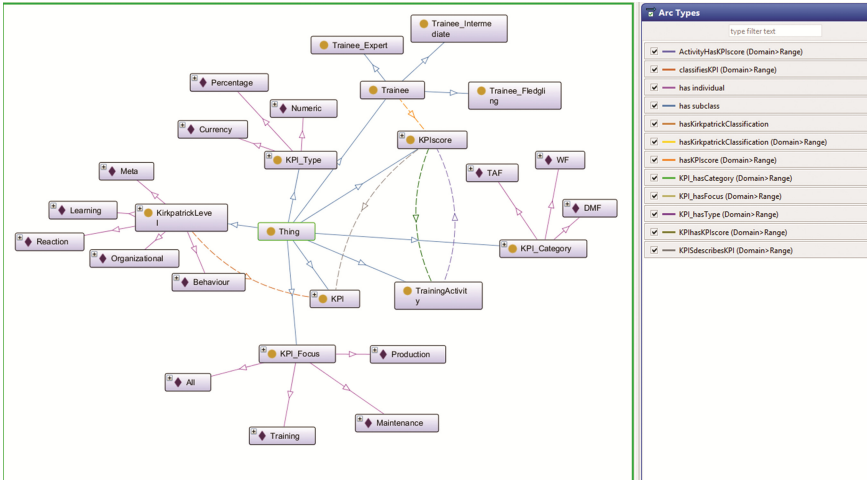 Trainee_Interme
diate
Trainee_Expert
Trainee
Trainee_Fledgli
ng
Percentage
Numeric
Currency
KPI_Type
KPIscore
TAF
WF
DMF
KPI_Category
Meta
Learning
KirkpatrickLeve
l
Reaction
Organizational
Behaviour
Thing
KPI
TrainingActivit
y
KPI_Focus
Production
All
Training
Maintenance
Arc Types
type filter text
ActivityHasKPIscore (Domain>Range)
classifiesKPI (Domain>Range)
has individual
has subclass
hasKirkpatrickClassification
hasKirkpatrickClassification (Domain>Range)
hasKPIscore (Domain>Range)
KPI_hasCategory (Domain>Range)
KPI_hasFocus (Domain>Range)
KPI_hasType (Domain>Range)
KPIhasKPIscore (Domain>Range)
KPISdescribesKPI (Domain>Range)